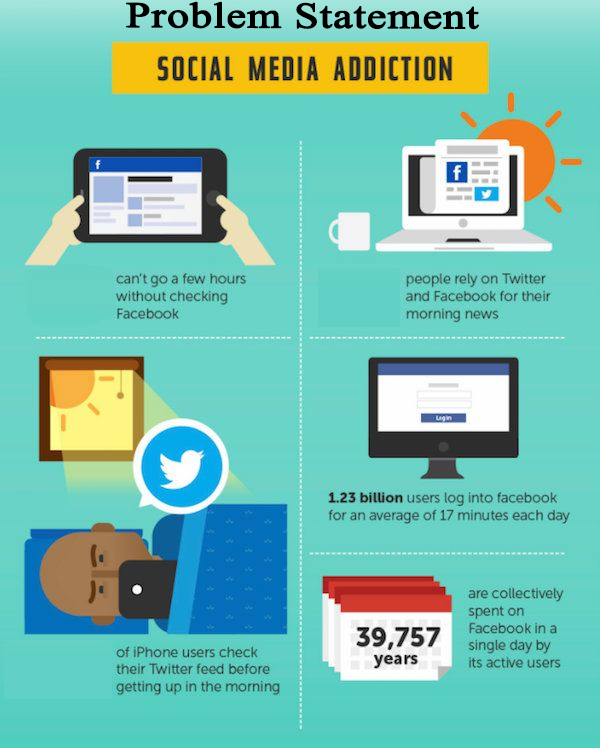 Problem Statement
SOCIAL MEDIA ADDICTION
f
can't go a few hours
without checking
Facebook
f
people rely on Twitter
and Facebook for their
morning news
of iPhone users check
their Twitter feed before
getting up in the morning
Login
1.23 billion users log into facebook
for an average of 17 minutes each day
39,757
years
are collectively
spent on
Facebook in a
single day by
its active users